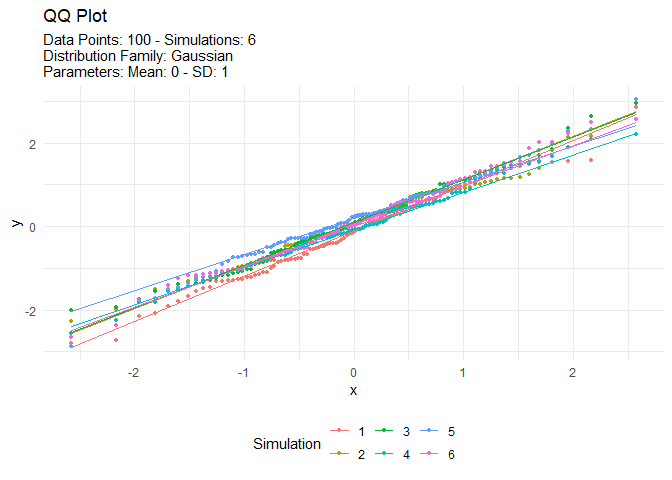 QQ Plot
Data Points: 100 - Simulations: 6
Distribution Family: Gaussian
Parameters: Mean: 0 - SD: 1
2
0
-2
y
-2
-1
0
1
2
x
Simulation
1
3
5
2
4
6